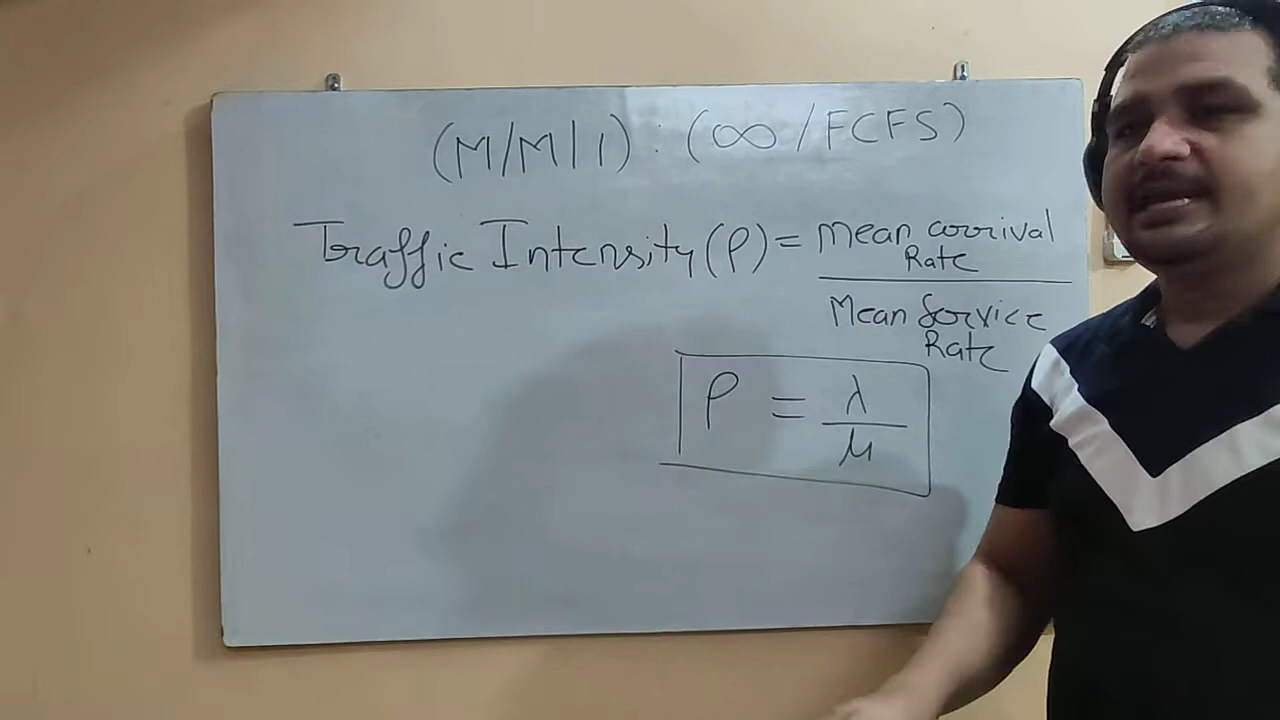 (M/M/1) : (∞/FCFS)
Traffic Intensity (ρ) = Mean arrival
Rate
Mean Service
Rate
ρ = λ
μ